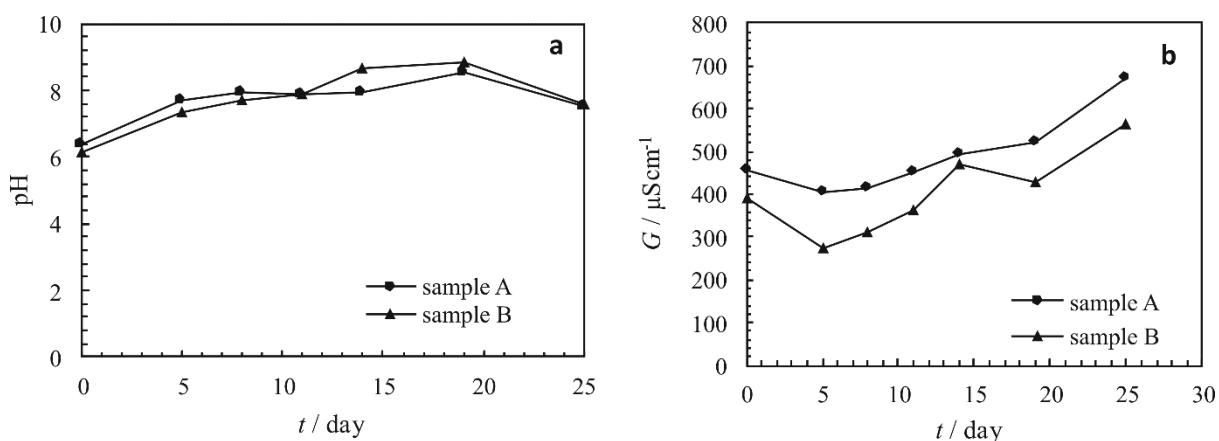 a
10
8
6
4
2
0
pH
sample A
sample B
0 5 10 15 20 25
t / day
b
800
700
600
500
400
300
200
100
0
G / μScm⁻¹
sample A
sample B
0 5 10 15 20 25 30
t / day